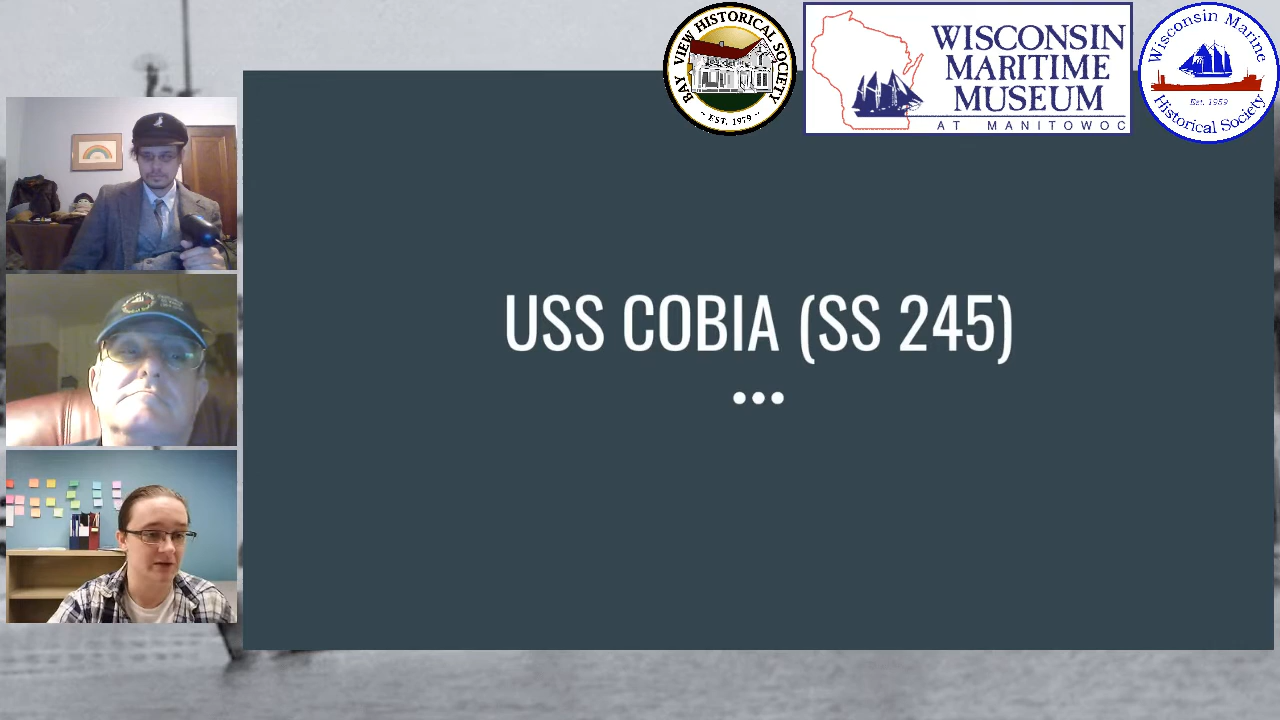 BAY VIEW HISTORICAL SOCIETY
~ EST. 1979 ~
WISCONSIN
MARITIME
MUSEUM
AT MANITOWOC
Wisconsin Marine
Est. 1959
Historical Society
USS COBIA (SS 245)